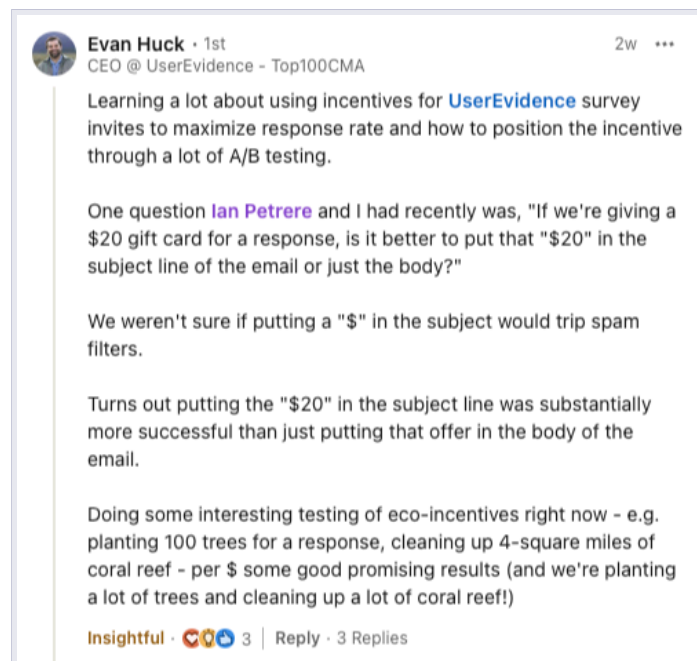 Evan Huck · 1st
2w ···
CEO @ UserEvidence - Top100CMA
Learning a lot about using incentives for UserEvidence survey
invites to maximize response rate and how to position the incentive
through a lot of A/B testing.
One question Ian Petrere and I had recently was, "If we're giving a
$20 gift card for a response, is it better to put that "$20" in the
subject line of the email or just the body?"
We weren't sure if putting a "$" in the subject would trip spam
filters.
Turns out putting the "$20" in the subject line was substantially
more successful than just putting that offer in the body of the
email.
Doing some interesting testing of eco-incentives right now - e.g.
planting 100 trees for a response, cleaning up 4-square miles of
coral reef - per $ some good promising results (and we're planting
a lot of trees and cleaning up a lot of coral reef!)
Insightful · 3 | Reply · 3 Replies